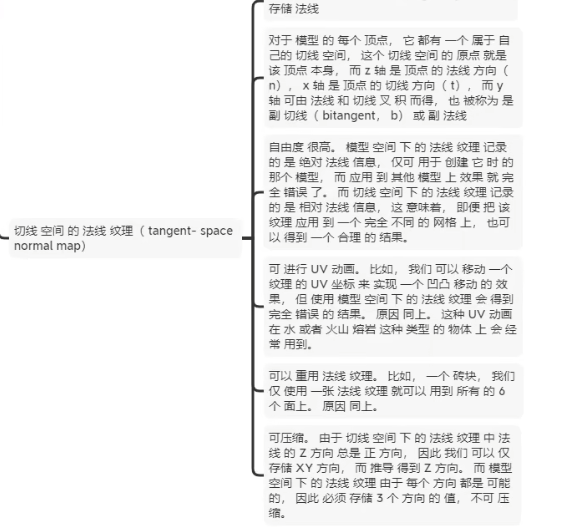 存储 法线
对于 模型 的 每个 顶点， 它 都有 一个 属于 自
己的 切线 空间， 这个 切线 空间 的 原点 就是
该 顶点 本身， 而 z 轴 是 顶点 的 法线 方向（
n）， x 轴 是 顶点 的 切线 方向（ t）， 而 y
轴 可由 法线 和 切线 叉 积 而得， 也 被称为 是
副 切线（ bitangent， b） 或 副 法线
自由度 很高。 模型 空间 下 的 法线 纹理 记录
的 是 绝对 法线 信息， 仅可 用于 创建 它 时 的
那个 模型， 而 应用 到 其他 模型 上 效果 就 完
全 错误 了。 而 切线 空间 下 的 法线 纹理 记录
的 是 相对 法线 信息， 这 意味着， 即便 把 该
纹理 应用 到 一个 完全 不同 的 网格 上， 也可
以 得到 一个 合理 的 结果。
切线 空间 的 法线 纹理（ tangent- space
normal map）
可 进行 UV 动画。 比如， 我们 可以 移动 一个
纹理 的 UV 坐标 来 实现 一个 凹凸 移动 的 效
果， 但 使用 模型 空间 下 的 法线 纹理 会 得到
完全 错误 的 结果。 原因 同上。 这种 UV 动画
在 水 或者 火山 熔岩 这种 类型 的 物体 上 会 经
常 用到。
可以 重用 法线 纹理。 比如， 一个 砖块， 我们
仅 使用 一张 法线 纹理 就可以 用到 所有 的 6
个 面上。 原因 同上。
可压缩。 由于 切线 空间 下 的 法线 纹理 中 法
线 的 Z 方向 总是 正 方向， 因此 我们 可以 仅
存储 XY 方向， 而 推导 得到 Z 方向。 而 模型
空间 下 的 法线 纹理 由于 每个 方向 都是 可能
的， 因此 必须 存储 3 个 方向 的 值， 不可 压
缩。